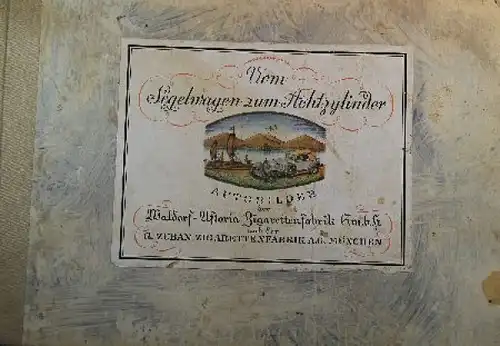 Vom
Segelwagen zum Achtzylinder
AUTOBILDER
der
Waldorf-Astoria Zigarettenfabrik G.m.b.H.
und der
G. ZUBAN ZIGARETTENFABRIK A.G. MÜNCHEN